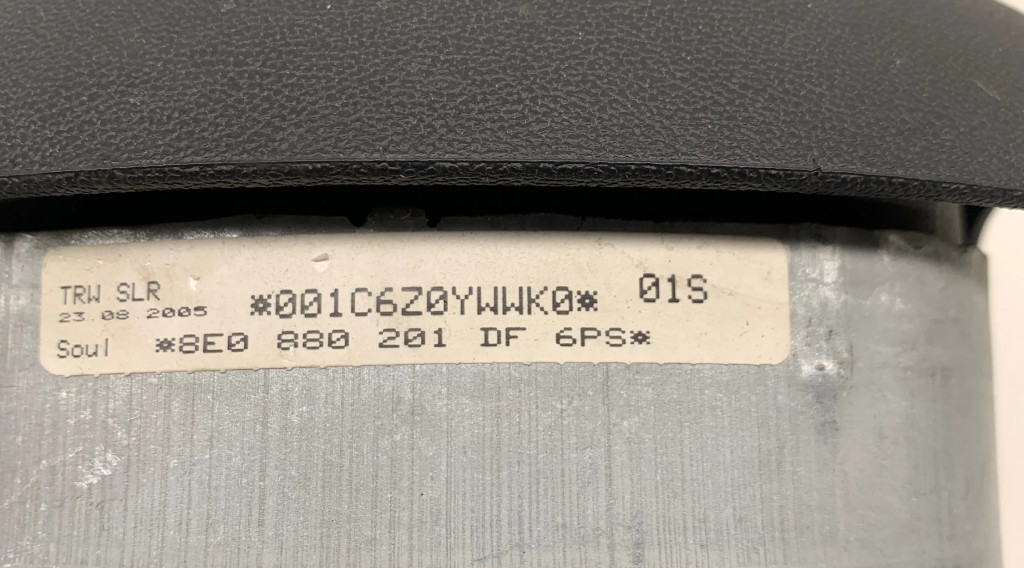 TRW SLR
23.08.2005
*001C6Z0YWWK0*
01S
Soul *8E0 880 201 DF 6PS*